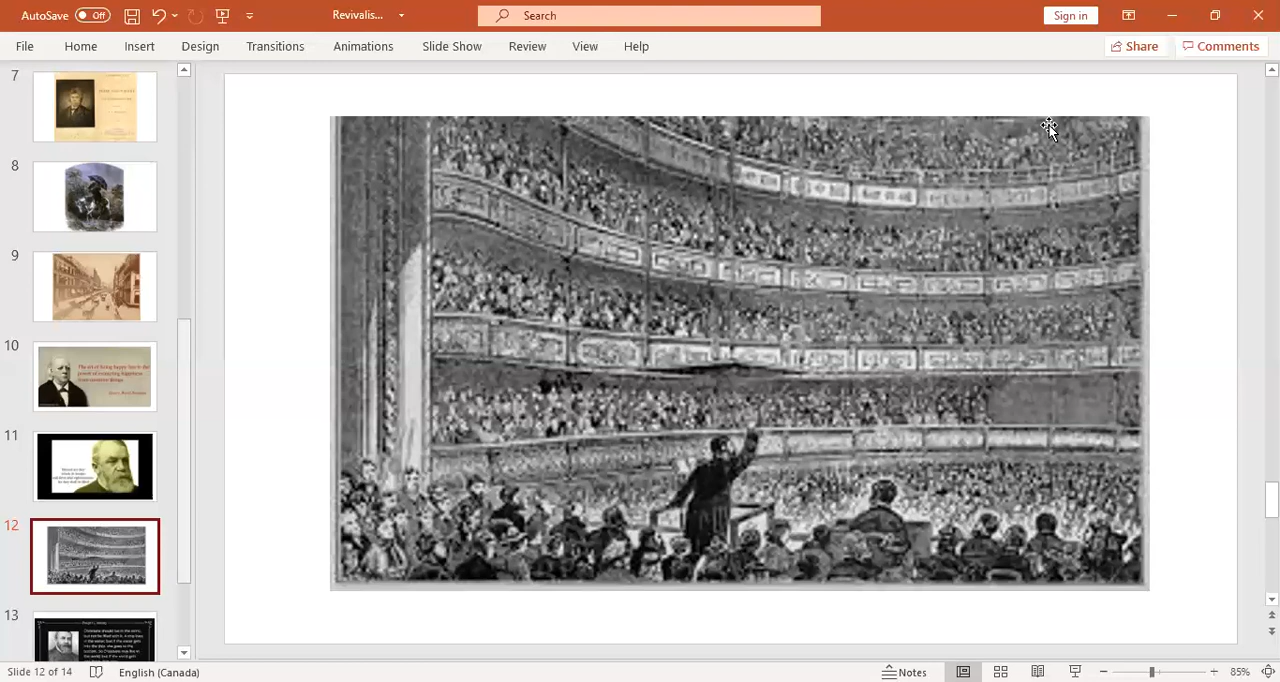 AutoSave Off Revivalis... Search Sign in
File Home Insert Design Transitions Animations Slide Show Review View Help Share Comments
7
8
9
10
11
12
13
Slide 12 of 14 English (Canada) Notes 85%